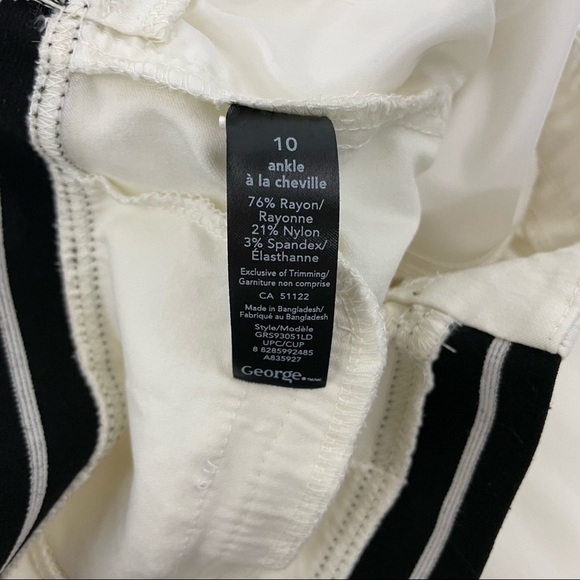 10
ankle
à la cheville
76% Rayon/
Rayonne
21% Nylon
3% Spandex/
Élasthanne
Exclusive of Trimming/
Garniture non comprise
CA 51122
Made in Bangladesh/
Fabriqué au Bangladesh
Style/Modèle
GRS93051LD
UPC/CUP
8 8285992485
A835927
George